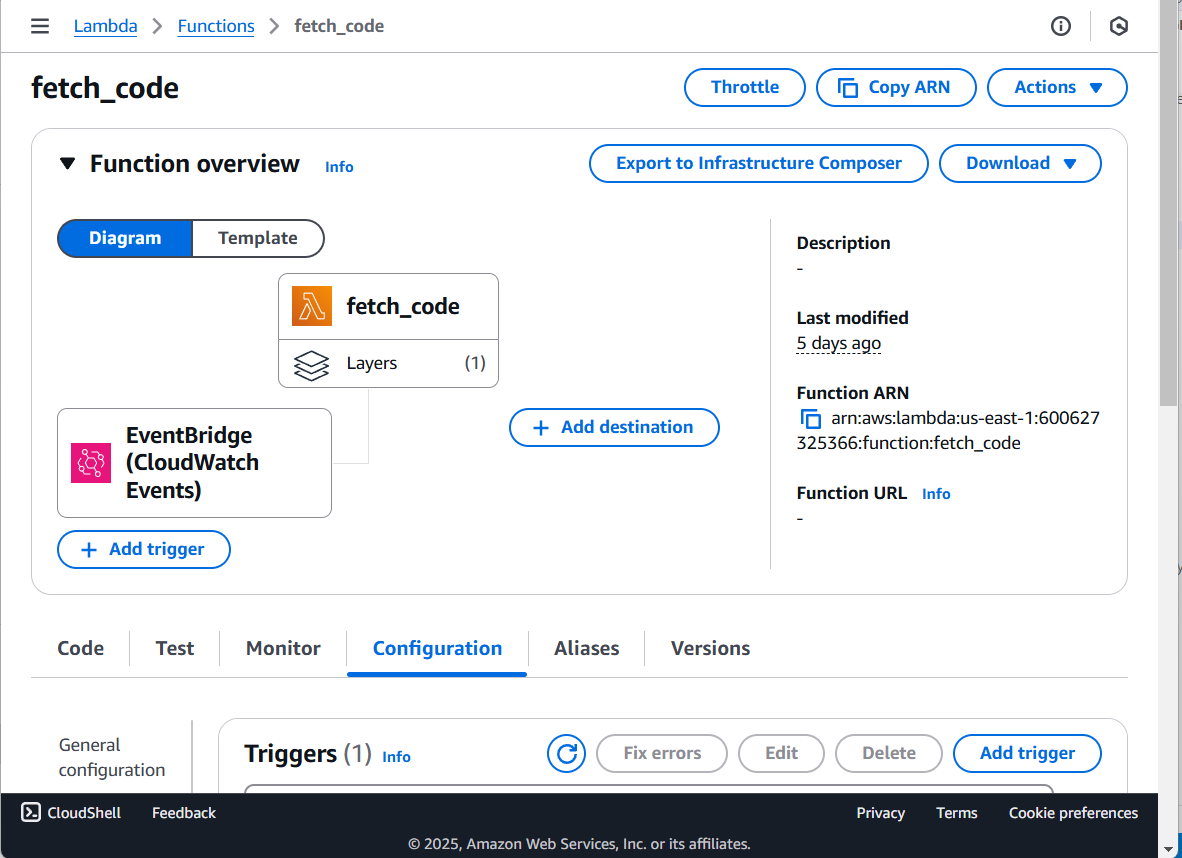 Lambda > Functions > fetch_code
fetch_code
Throttle
Copy ARN
Actions
Function overview Info
Export to Infrastructure Composer
Download
Diagram
Template
fetch_code
Layers (1)
EventBridge
(CloudWatch
Events)
+ Add trigger
+ Add destination
Description
-
Last modified
5 days ago
Function ARN
arn:aws:lambda:us-east-1:600627
325366:function:fetch_code
Function URL Info
-
Code
Test
Monitor
Configuration
Aliases
Versions
General
configuration
Triggers (1) Info
Fix errors
Edit
Delete
Add trigger
CloudShell
Feedback
Privacy
Terms
Cookie preferences
© 2025, Amazon Web Services, Inc. or its affiliates.